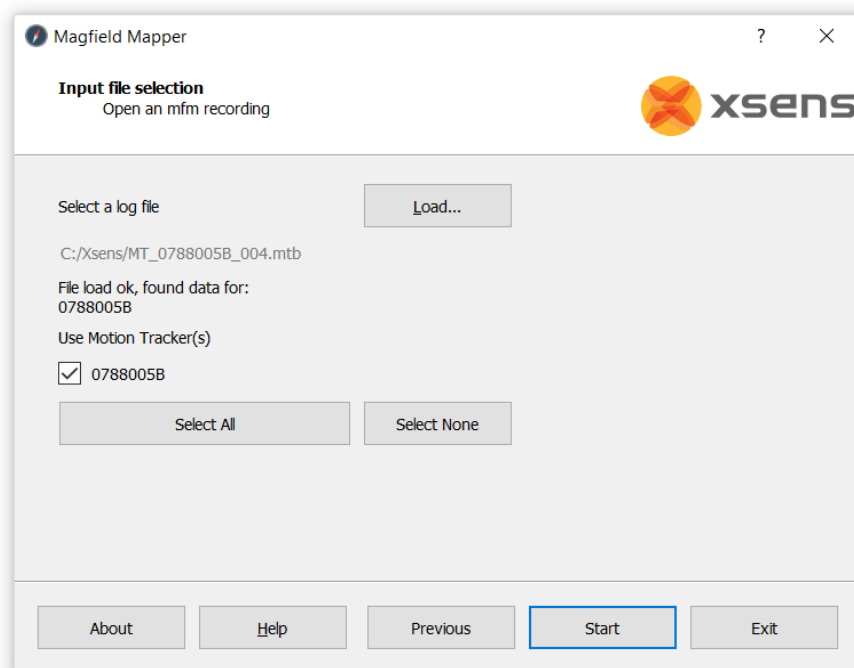 Magfield Mapper
?
Input file selection
Open an mfm recording
xsens
Select a log file
Load...
C:/Xsens/MT_0788005B_004.mtb
File load ok, found data for:
0788005B
Use Motion Tracker(s)
0788005B
Select All
Select None
About
Help
Previous
Start
Exit